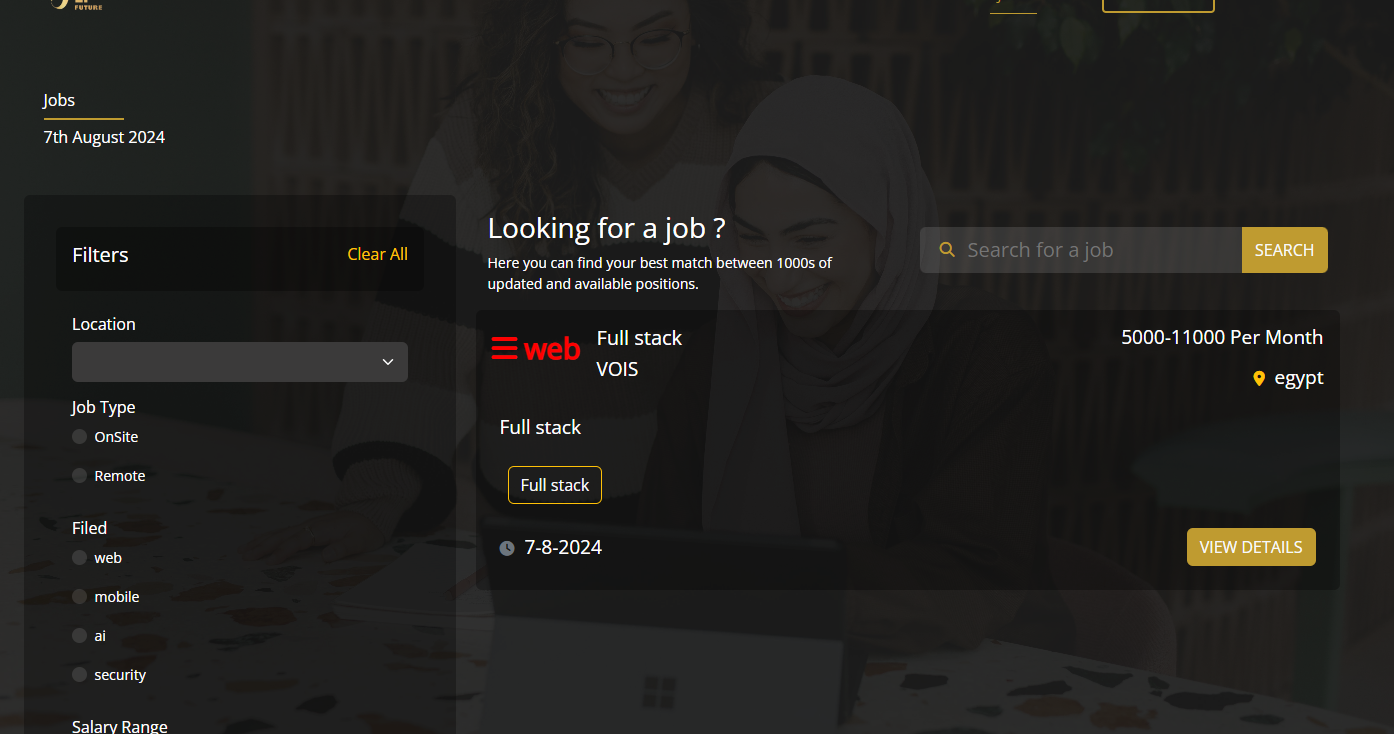 FUTURE
Jobs
7th August 2024
Filters
Clear All
Location
Job Type
OnSite
Remote
Filed
web
mobile
ai
security
Salary Range
Looking for a job ?
Here you can find your best match between 1000s of
updated and available positions.
Search for a job
SEARCH
web
Full stack
VOIS
5000-11000 Per Month
egypt
Full stack
Full stack
7-8-2024
VIEW DETAILS